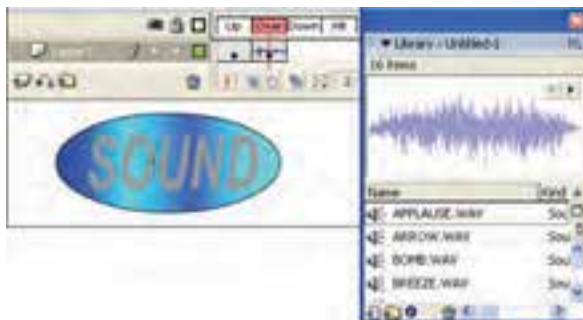 Up Over Down Hit
SOUND
Library - Untitled-1
16 items
Name Kind
APPLAUSE.WAV Sou
ARROW.WAV Sou
BOMB.WAV Sou
BREEZE.WAV Sou